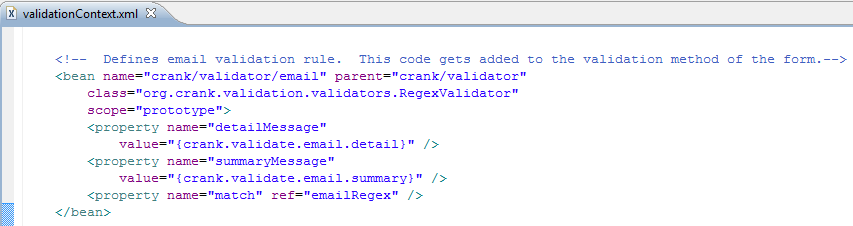 validationContext.xml
<!-- Defines email validation rule.  This code gets added to the validation method of the form.-->
<bean name="crank/validator/email" parent="crank/validator"
class="org.crank.validation.validators.RegexValidator"
scope="prototype">
<property name="detailMessage"
value="{crank.validate.email.detail}" />
<property name="summaryMessage"
value="{crank.validate.email.summary}" />
<property name="match" ref="emailRegex" />
</bean>